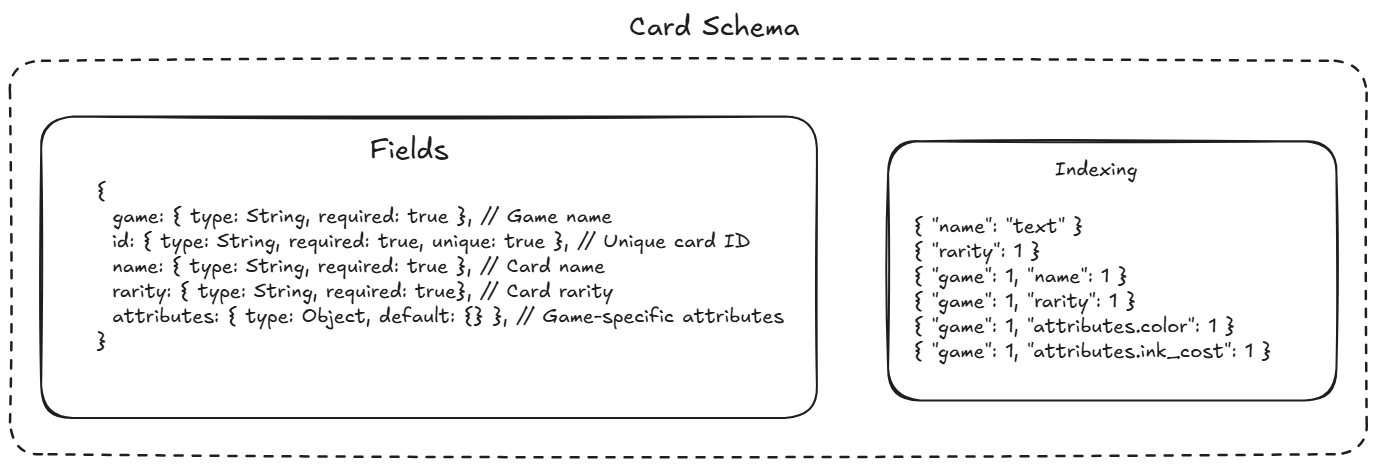 Card Schema
Fields
{
game: { type: String, required: true }, // Game name
id: { type: String, required: true, unique: true }, // Unique card ID
name: { type: String, required: true }, // Card name
rarity: { type: String, required: true}, // Card rarity
attributes: { type: Object, default: {} }, // Game-specific attributes
}
Indexing
{ "name": "text" }
{ "rarity": 1 }
{ "game": 1, "name": 1 }
{ "game": 1, "rarity": 1 }
{ "game": 1, "attributes.color": 1 }
{ "game": 1, "attributes.ink_cost": 1 }